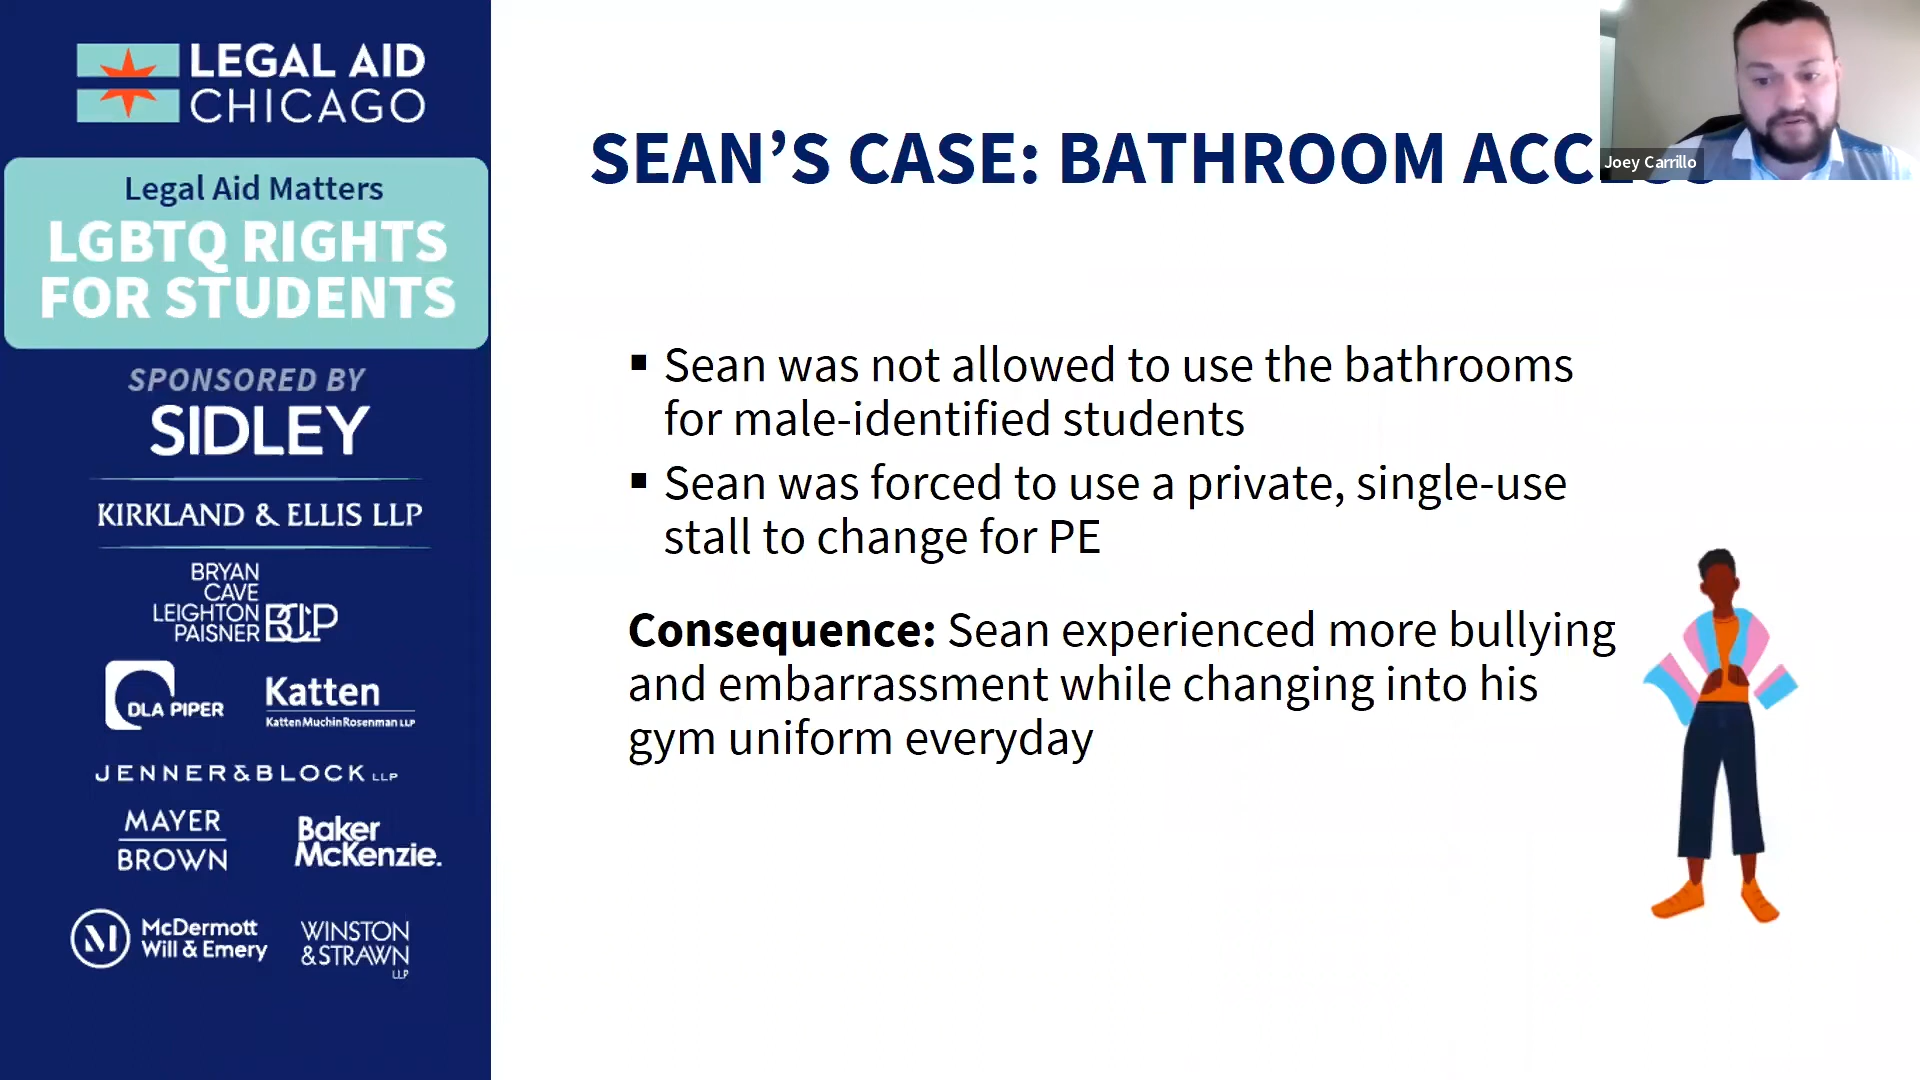 LEGAL AID
CHICAGO
Legal Aid Matters
LGBTQ RIGHTS
FOR STUDENTS
SPONSORED BY
SIDLEY
KIRKLAND & ELLIS LLP
BRYAN
CAVE
LEIGHTON
PAISNER BCLP
DLA PIPER
Katten
KattenMuchinRosenman LLP
JENNER&BLOCK LLP
MAYER
BROWN
Baker
McKenzie.
M McDermott
Will & Emery
WINSTON
& STRAWN
LLP
SEAN'S CASE: BATHROOM ACCESS
Joey Carrillo
▪ Sean was not allowed to use the bathrooms
for male-identified students
▪ Sean was forced to use a private, single-use
stall to change for PE
Consequence: Sean experienced more bullying
and embarrassment while changing into his
gym uniform everyday